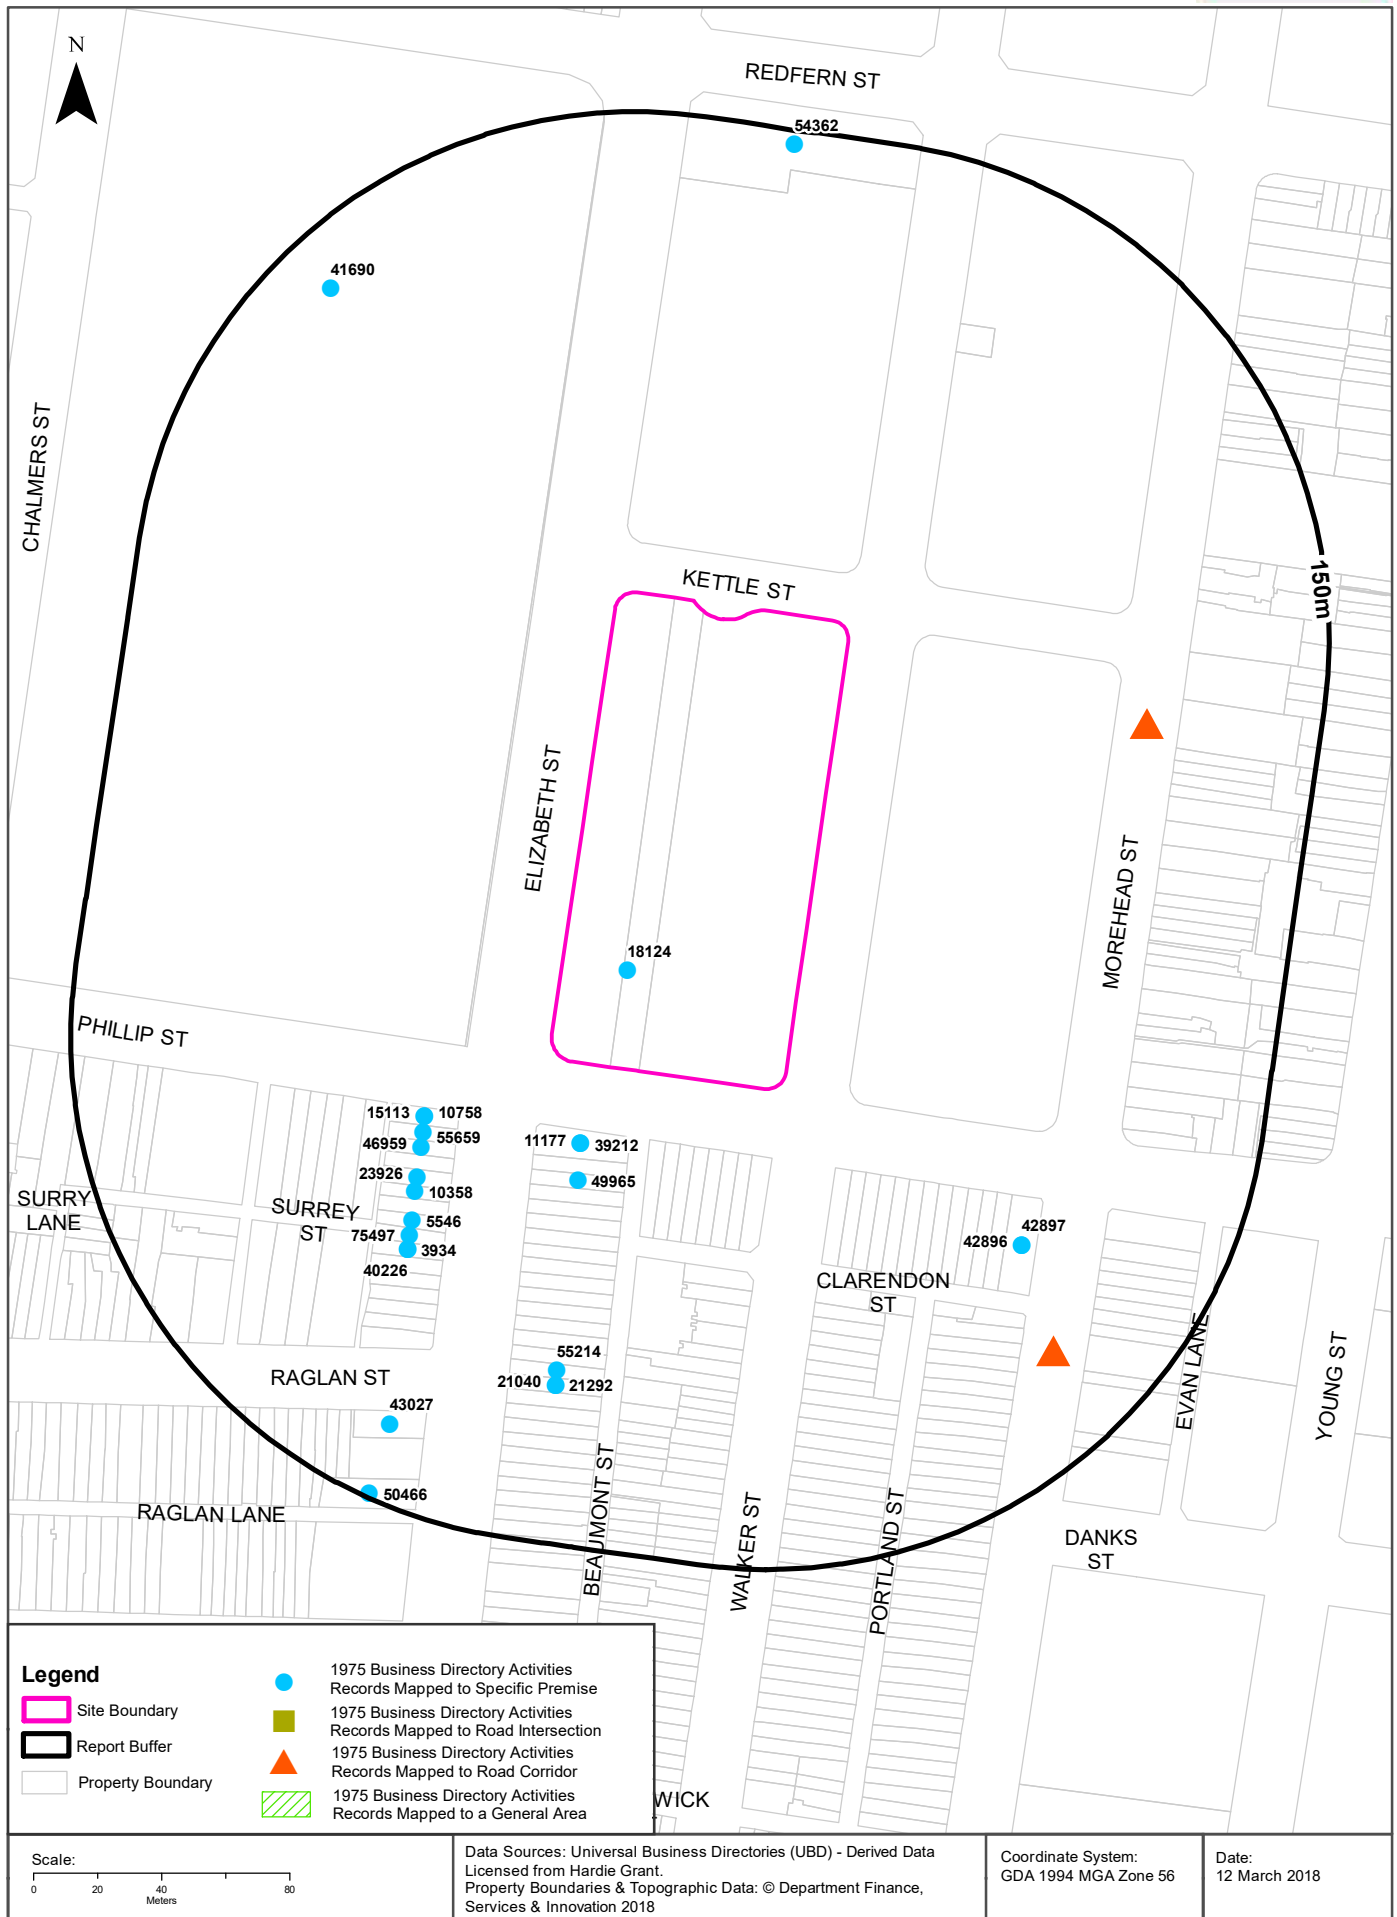 N
REDFERN ST
54362
41690
CHALMERS ST
KETTLE ST
150m
ELIZABETH ST
MOREHEAD ST
18124
PHILLIP ST
15113
10758
55659
46959
11177
39212
23926
49965
10358
SURRY
LANE
SURREY
ST
5546
75497
3934
40226
42897
42896
CLARENDON
ST
55214
21040
21292
RAGLAN ST
43027
EVAN LANE
YOUNG ST
50466
RAGLAN LANE
BEAUMONT ST
WALKER ST
PORTLAND ST
DANKS
ST
WICK
Legend
Site Boundary
Report Buffer
Property Boundary
1975 Business Directory Activities
Records Mapped to Specific Premise
1975 Business Directory Activities
Records Mapped to Road Intersection
1975 Business Directory Activities
Records Mapped to Road Corridor
1975 Business Directory Activities
Records Mapped to a General Area
Scale:
0 20 40 80
Meters
Data Sources: Universal Business Directories (UBD) - Derived Data
Licensed from Hardie Grant.
Property Boundaries & Topographic Data: © Department Finance,
Services & Innovation 2018
Coordinate System:
GDA 1994 MGA Zone 56
Date:
12 March 2018